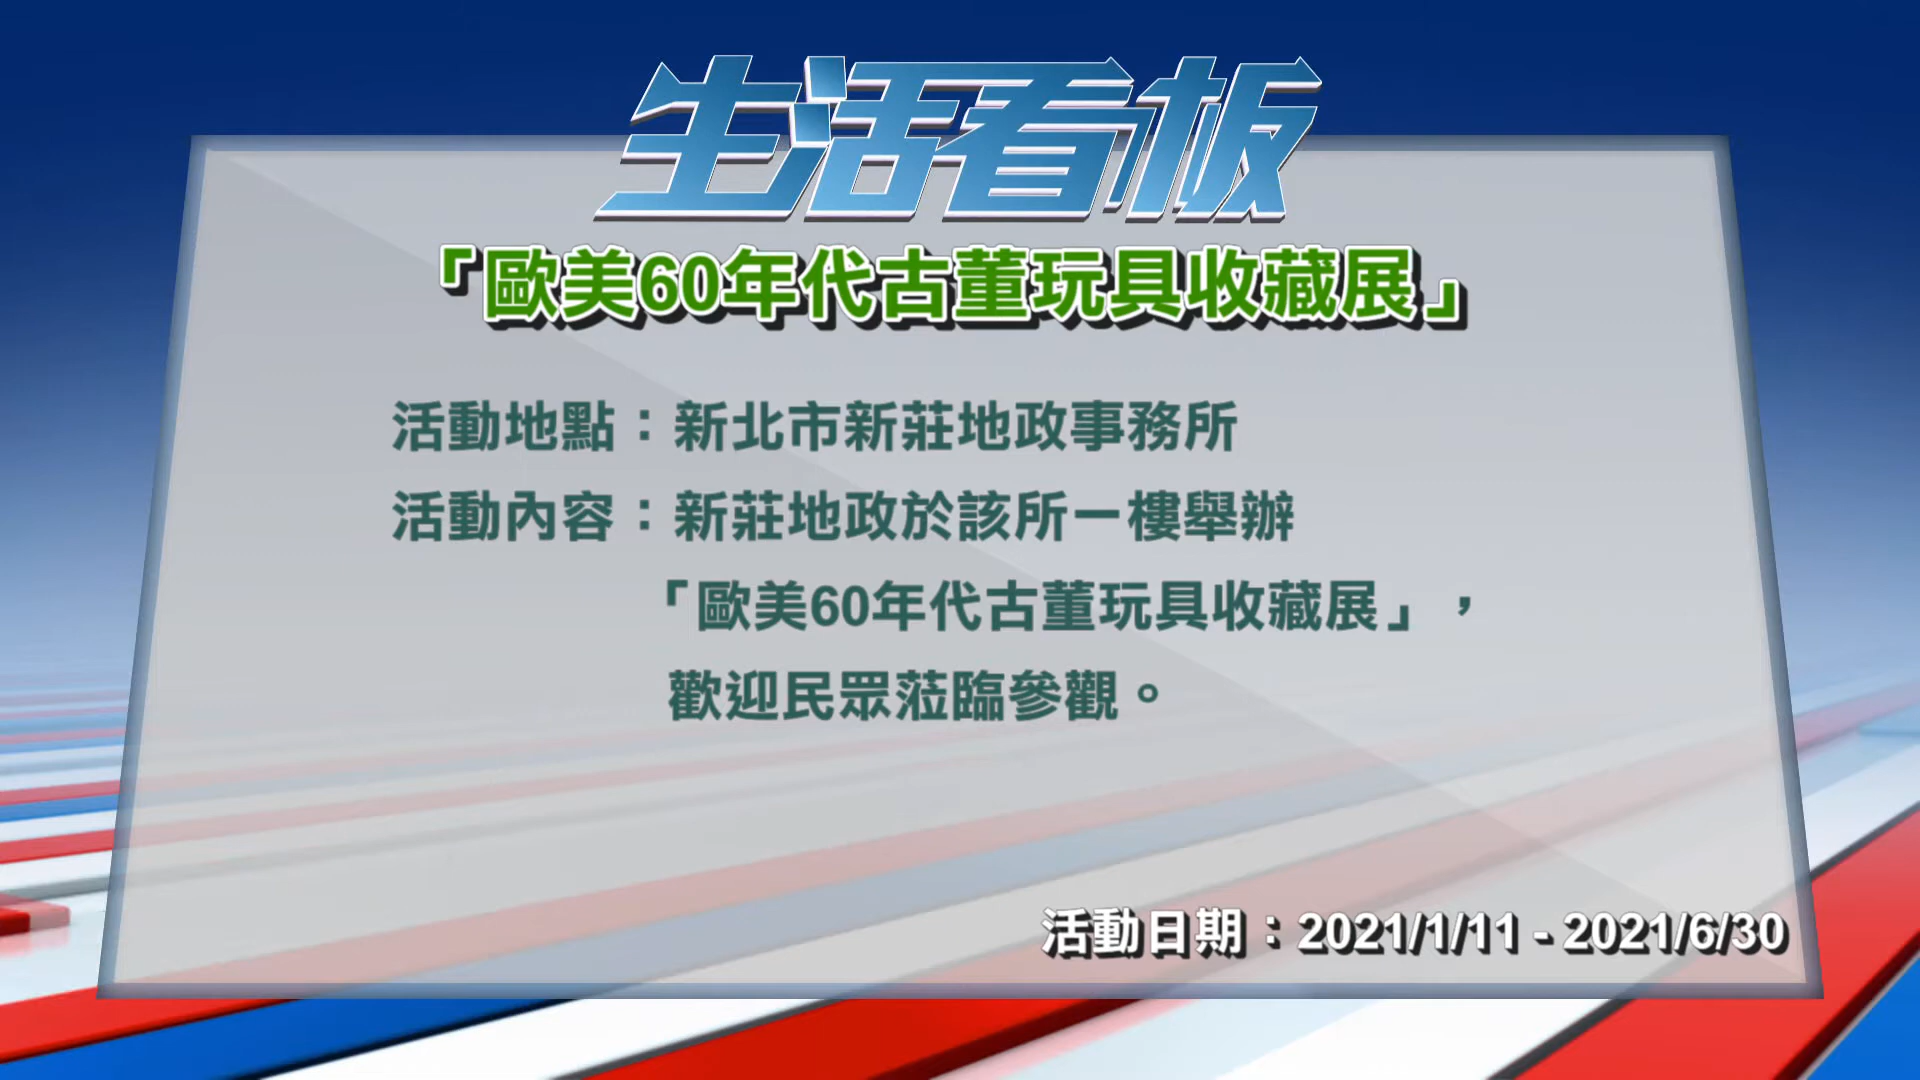 生活看板
「歐美60年代古董玩具收藏展」
活動地點：新北市新莊地政事務所
活動內容：新莊地政於該所一樓舉辦
「歐美60年代古董玩具收藏展」，
歡迎民眾蒞臨參觀。
活動日期：2021/1/11 - 2021/6/30